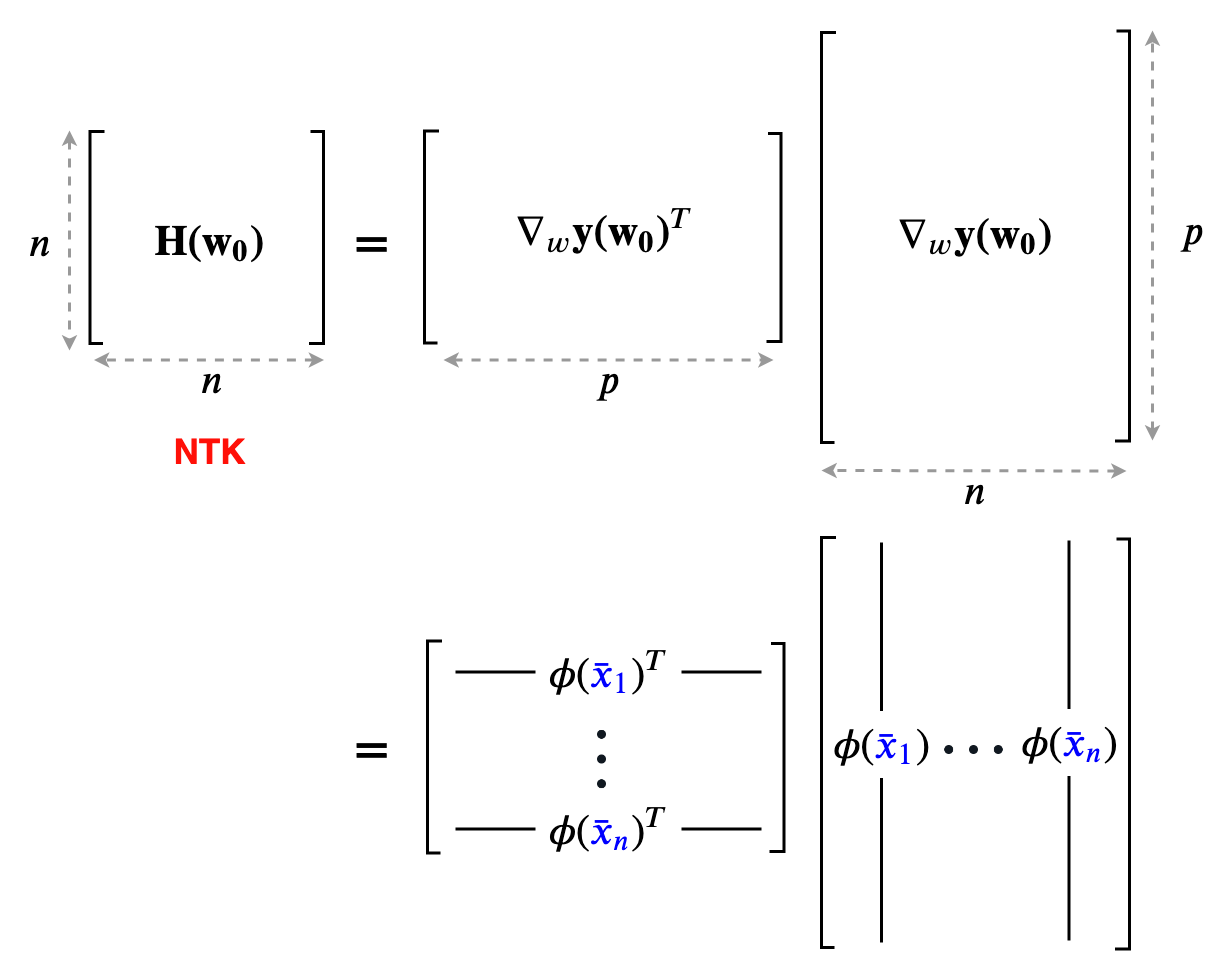 n
H(w₀) = ∇_w y(w₀)ᵀ ∇_w y(w₀)
p
n
p
NTK
n
= ϕ(x̄₁)ᵀ
⋮
ϕ(x̄ₙ)ᵀ
ϕ(x̄₁) ⋯ ϕ(x̄ₙ)